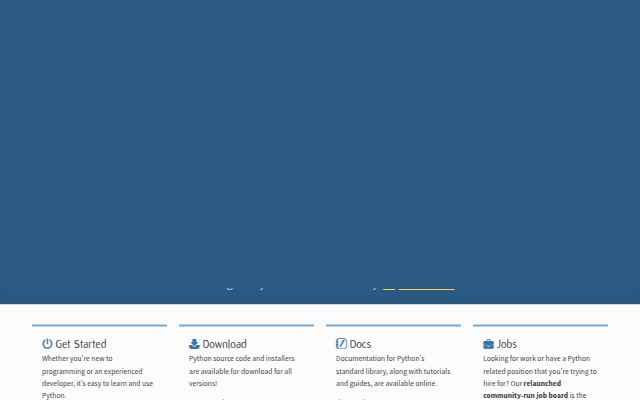 Get Started
Whether you're new to
programming or an experienced
developer, it's easy to learn and use
Python.
Download
Python source code and installers
are available for download for all
versions!
Docs
Documentation for Python's
standard library, along with tutorials
and guides, are available online.
Jobs
Looking for work or have a Python
related position that you're trying to
hire for? Our relaunched
community-run job board is the